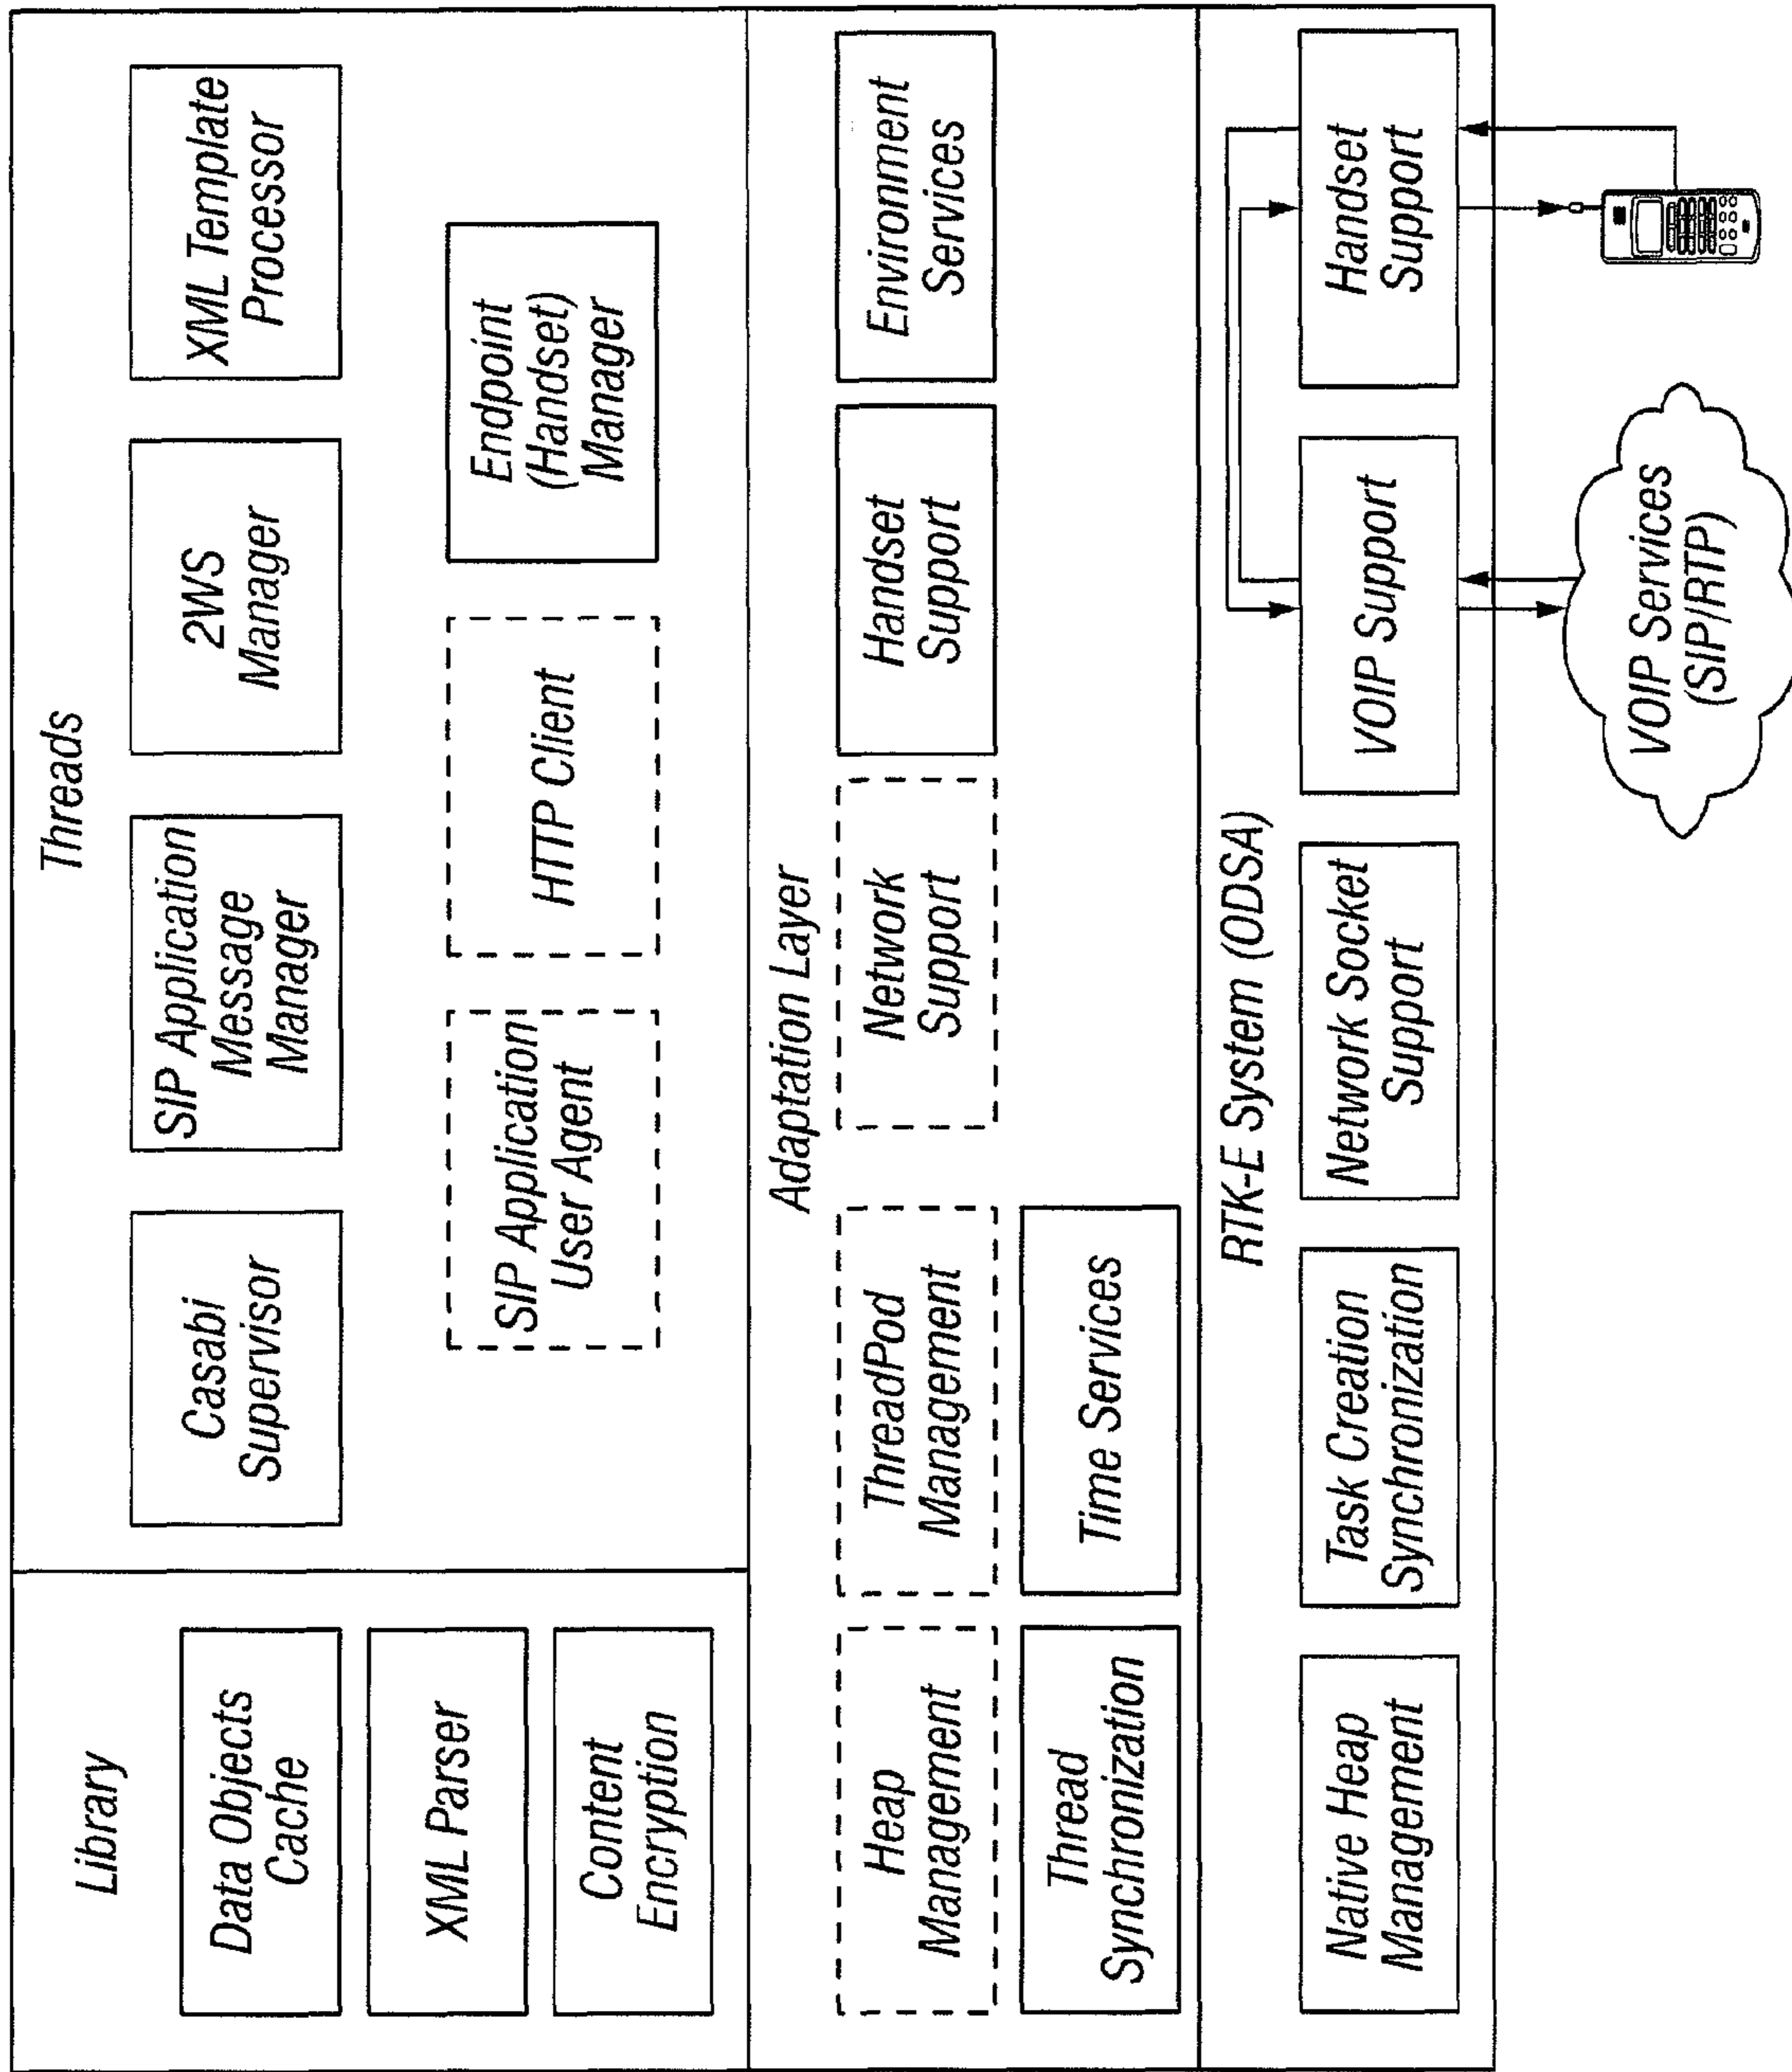 Library
Data Objects
Cache
XML Parser
Content
Encryption
Threads
Casabi
Supervisor
SIP Application
Message
Manager
2WS
Manager
XML Template
Processor
SIP Application
User Agent
HTTP Client
Endpoint
(Handset)
Manager
Adaptation Layer
Heap
Management
ThreadPod
Management
Network
Support
Handset
Support
Environment
Services
Thread
Synchronization
Time Services
RTK-E System (ODSA)
Native Heap
Management
Task Creation
Synchronization
Network Socket
Support
VOIP Support
Handset
Support
VOIP Services
(SIP/RTP)